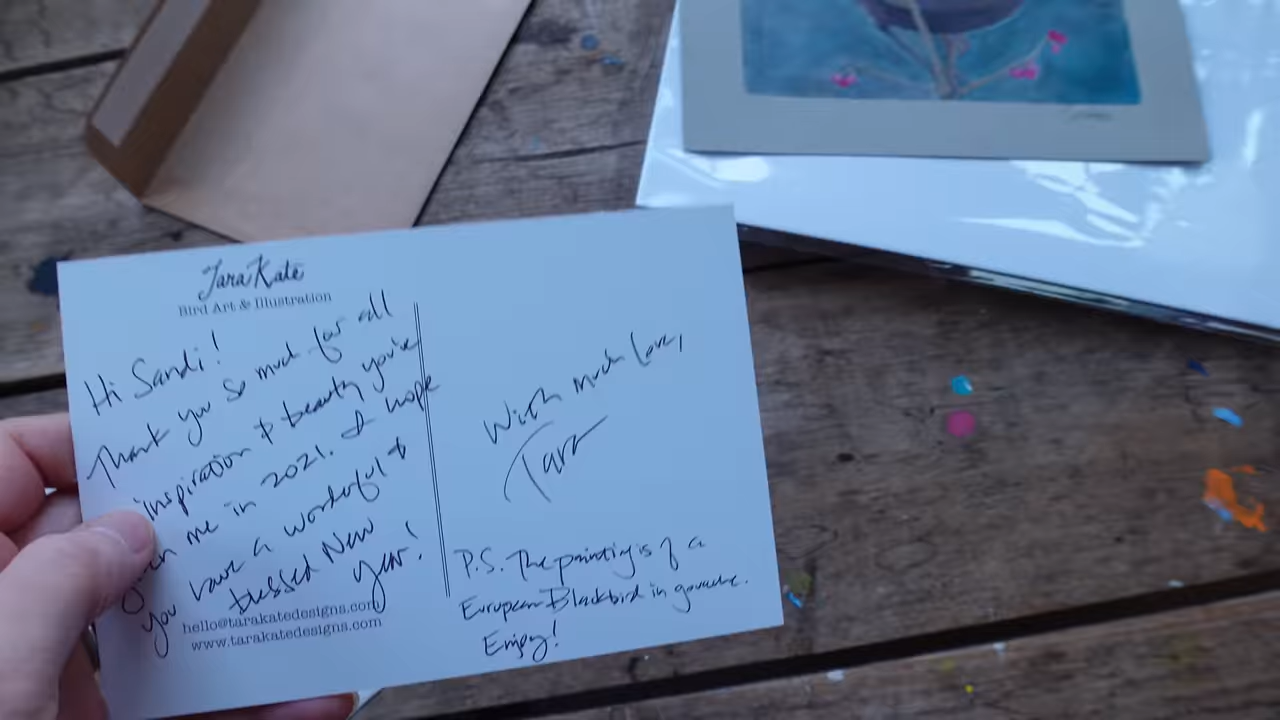 Tara Kate
Bird Art & Illustration
Hi Sandi!
Thank you so much for all
inspiration & beauty you've
given me in 2021. I hope
you have a wonderful &
blessed New
year!
hello@tarakatedesigns.com
www.tarakatedesigns.com
With much love,
Tara
P.S. The painting is of a
European Blackbird in gouache.
Enjoy!